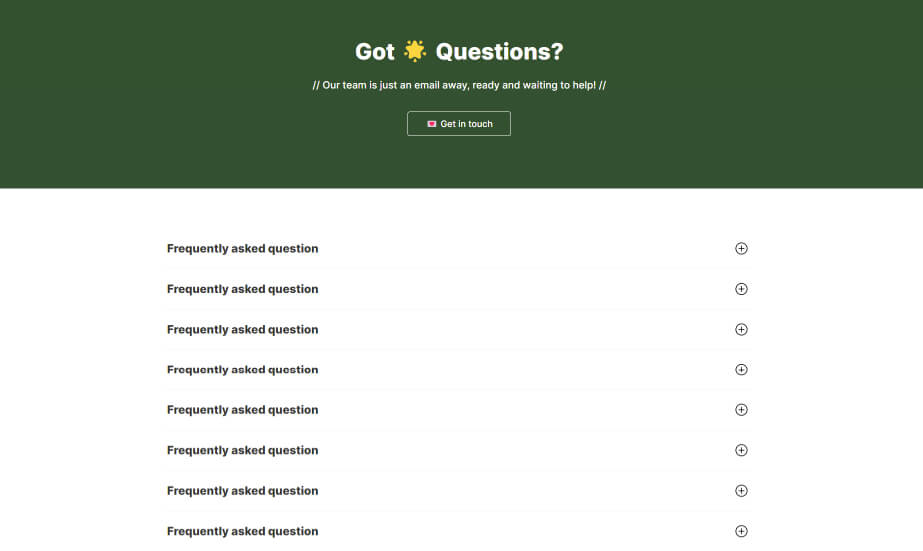 Got 🌟 Questions?
// Our team is just an email away, ready and waiting to help! //
💌 Get in touch
Frequently asked question
Frequently asked question
Frequently asked question
Frequently asked question
Frequently asked question
Frequently asked question
Frequently asked question
Frequently asked question